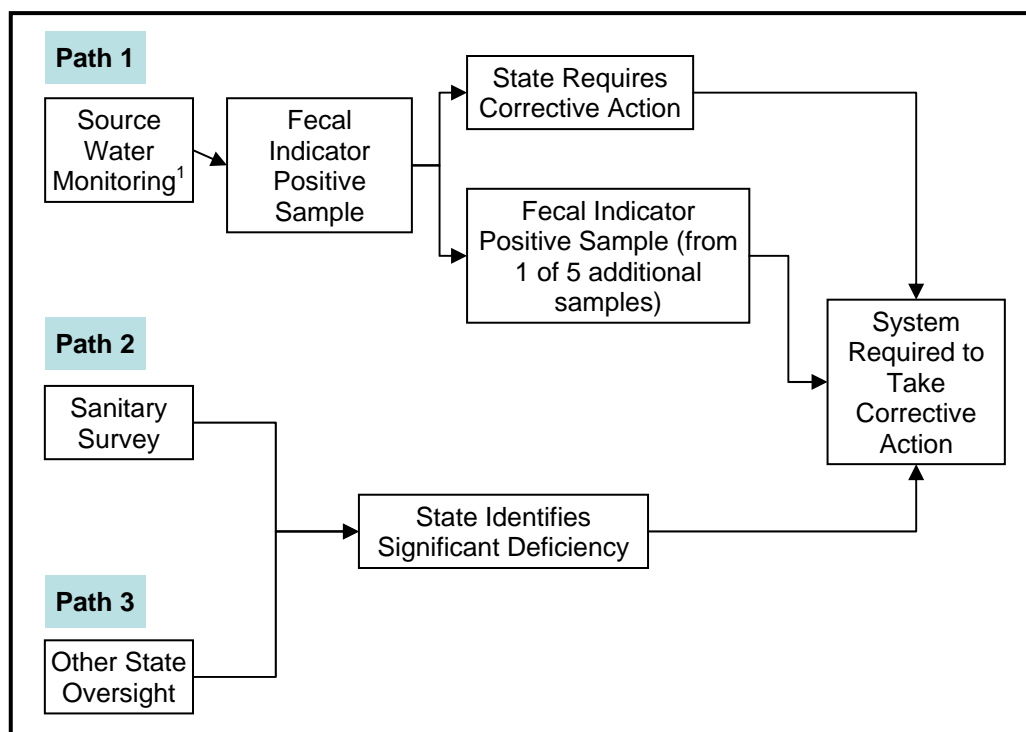 Path 1
Source
Water
Monitoring¹
Fecal
Indicator
Positive
Sample
State Requires
Corrective Action
Fecal Indicator
Positive Sample (from
1 of 5 additional
samples)
System
Required to
Take
Corrective
Action
Path 2
Sanitary
Survey
State Identifies
Significant Deficiency
Path 3
Other State
Oversight